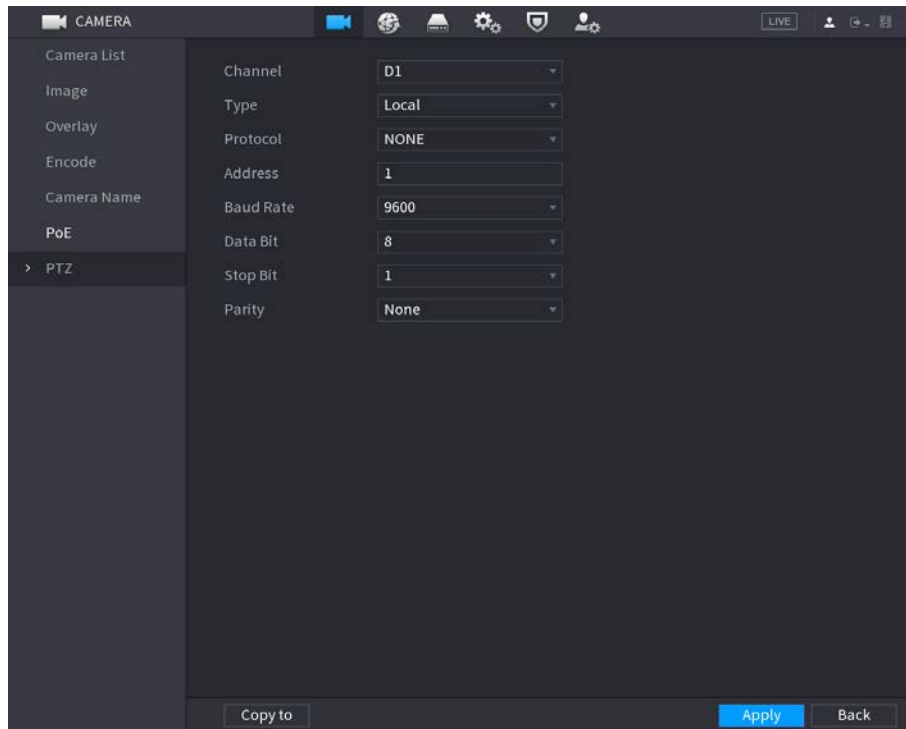 CAMERA
LIVE
Camera List
Image
Overlay
Encode
Camera Name
PoE
> PTZ
Channel D1
Type Local
Protocol NONE
Address 1
Baud Rate 9600
Data Bit 8
Stop Bit 1
Parity None
Copy to
Apply
Back